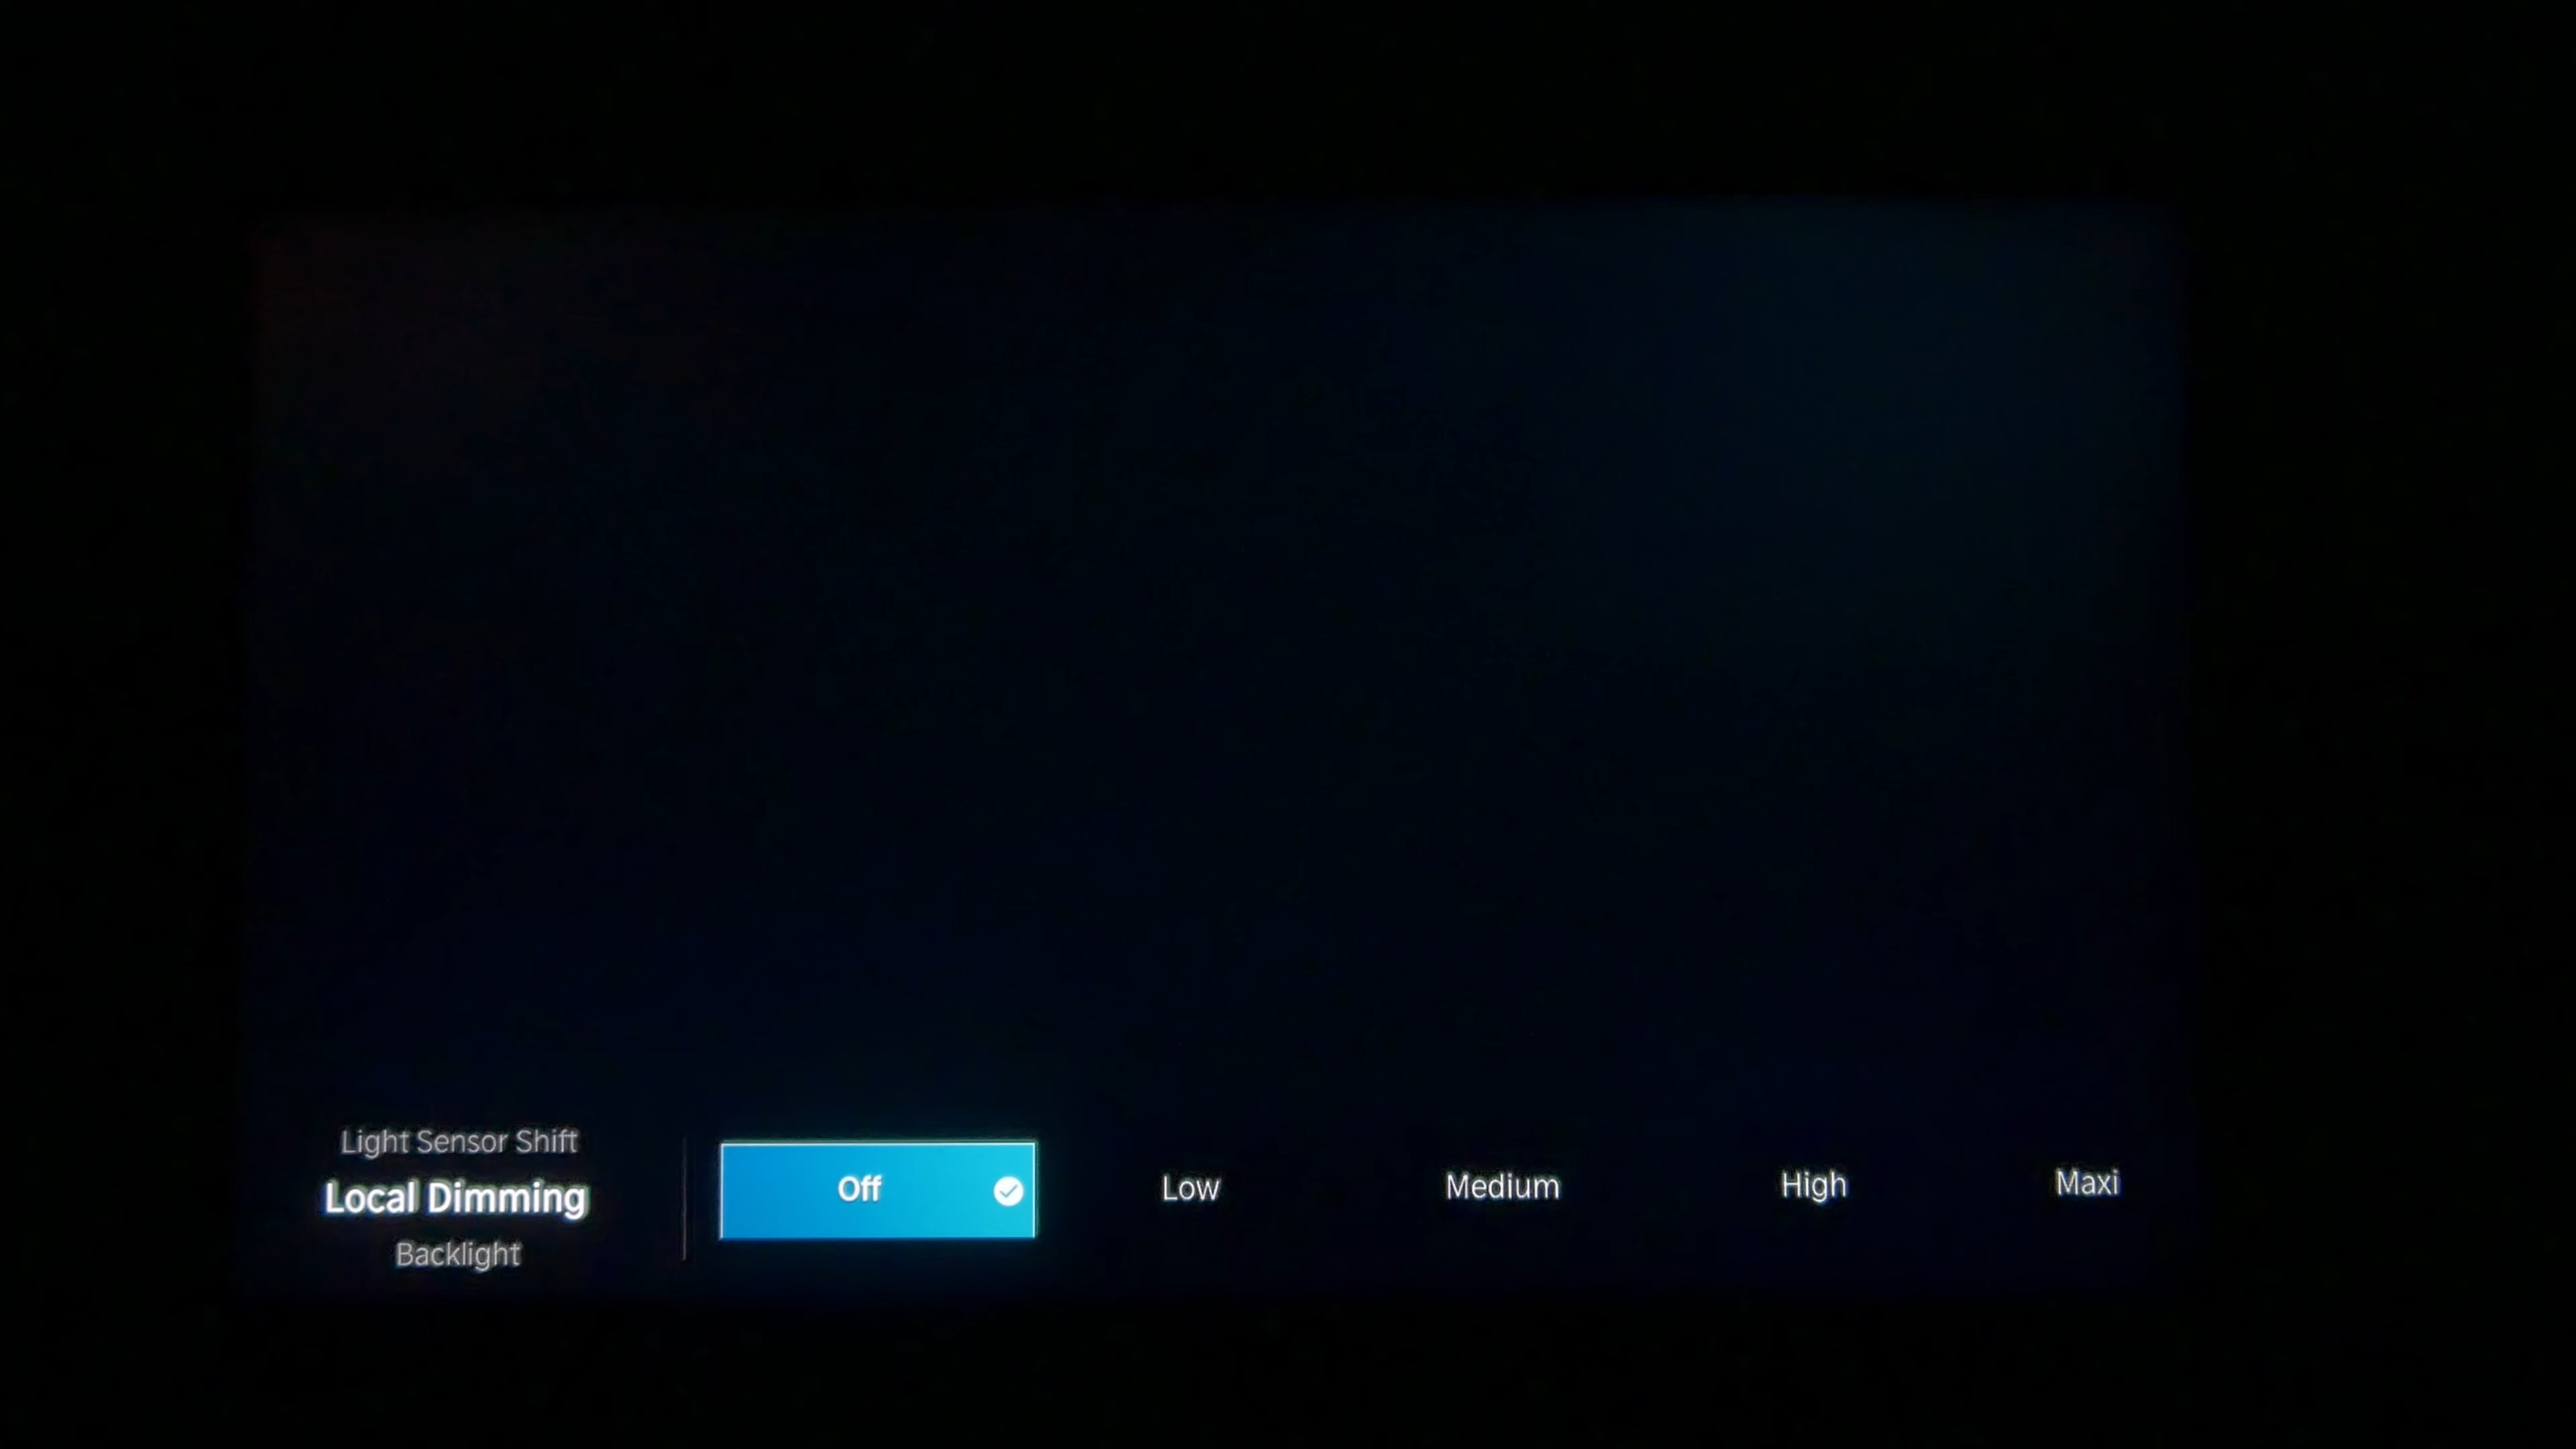 Light Sensor Shift
Local Dimming
Backlight
Off
Low
Medium
High
Maxi